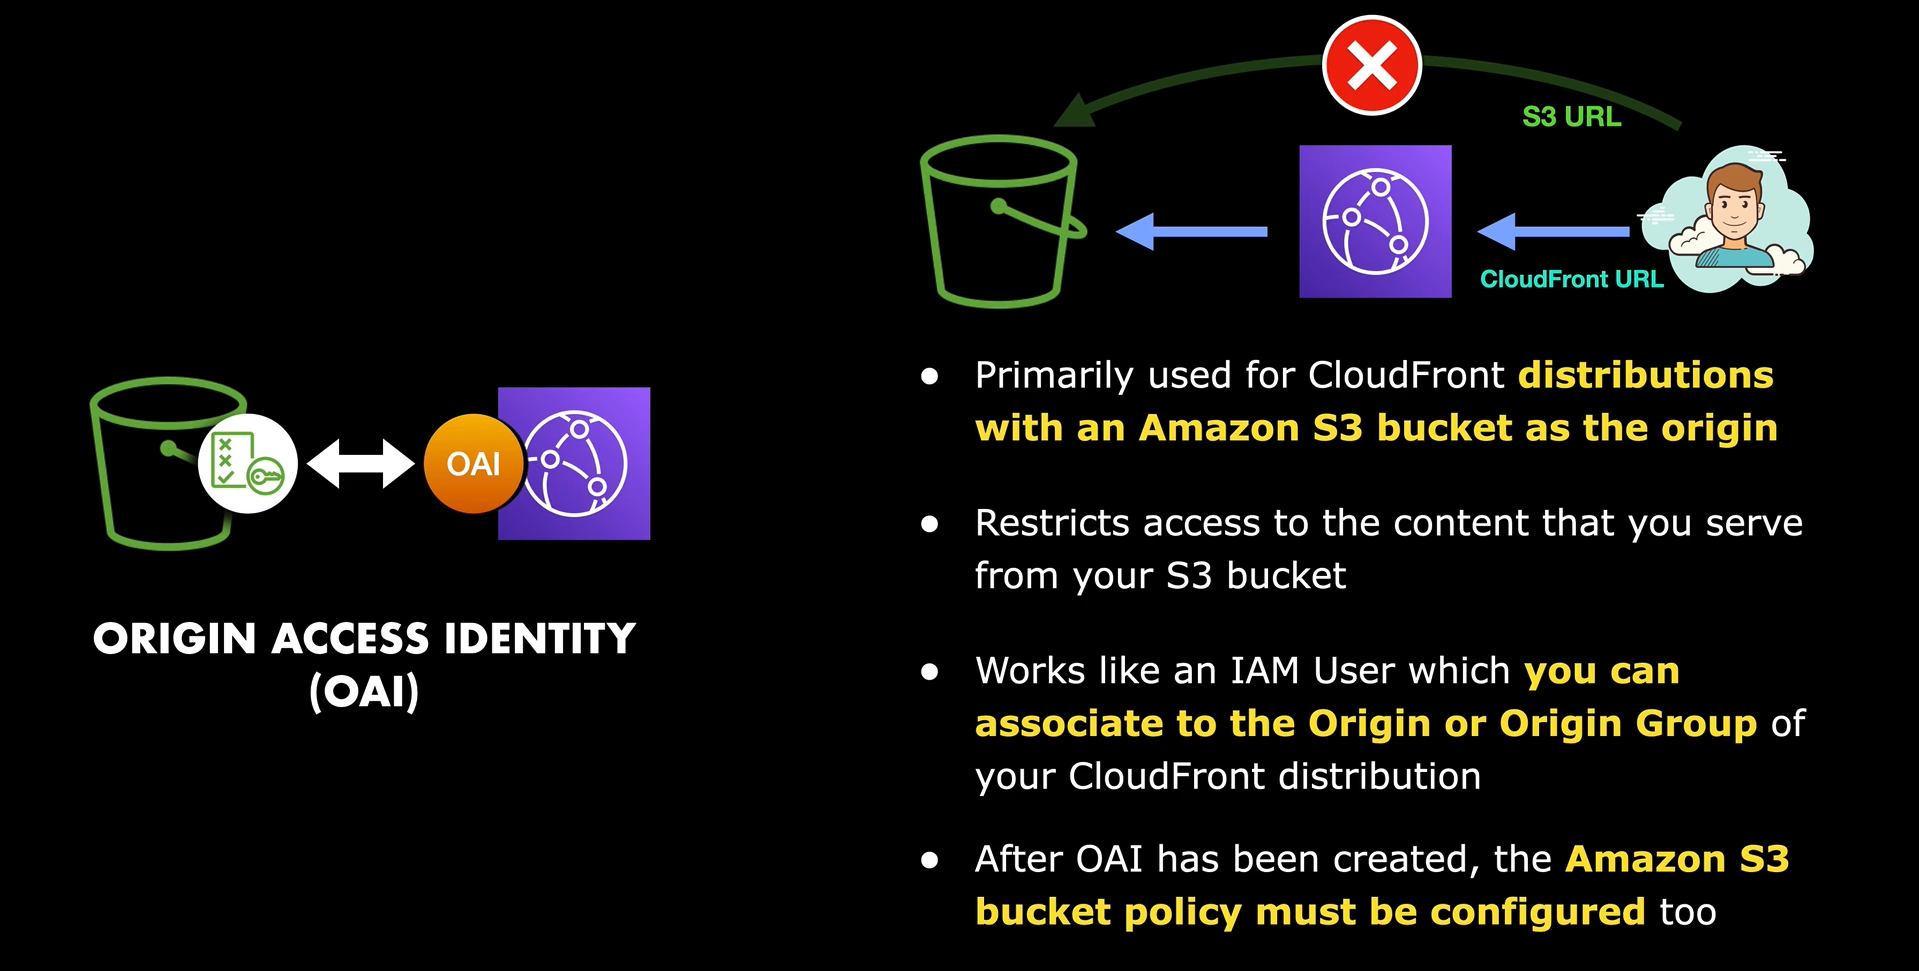 S3 URL
CloudFront URL
OAI
ORIGIN ACCESS IDENTITY
(OAI)
● Primarily used for CloudFront distributions
with an Amazon S3 bucket as the origin
● Restricts access to the content that you serve
from your S3 bucket
● Works like an IAM User which you can
associate to the Origin or Origin Group of
your CloudFront distribution
● After OAI has been created, the Amazon S3
bucket policy must be configured too